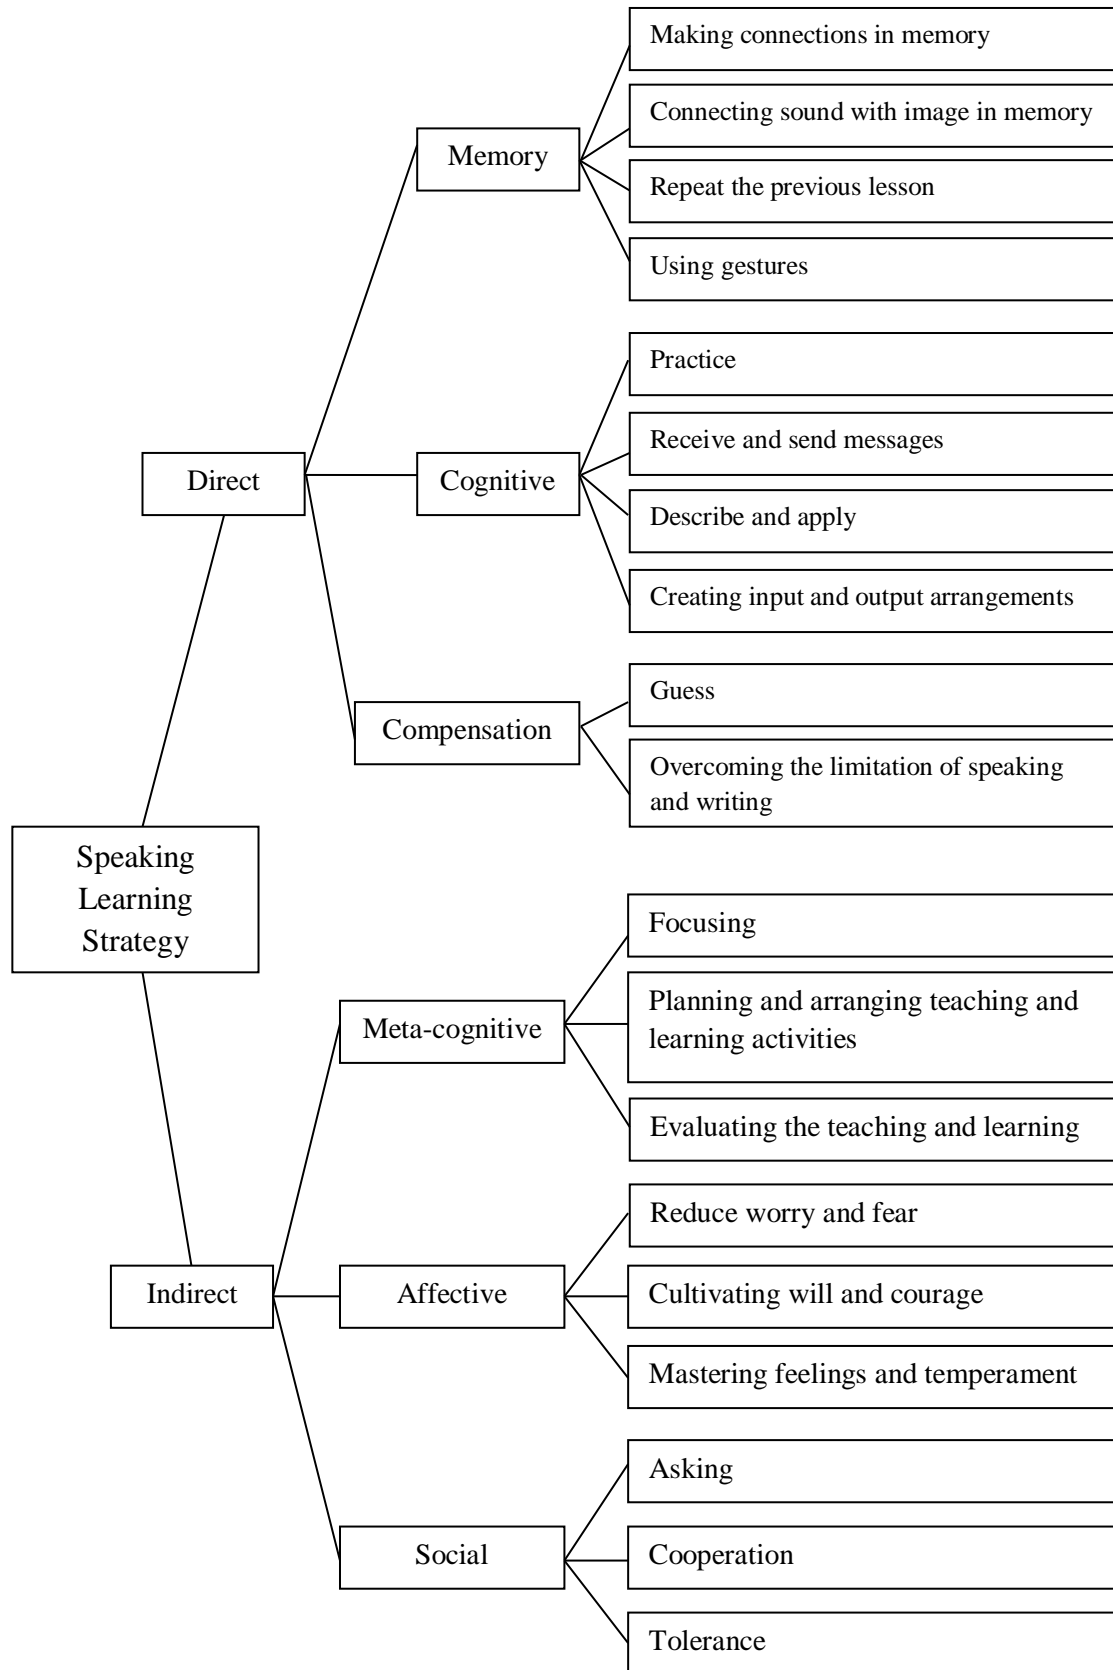 Making connections in memory
Connecting sound with image in memory
Memory
Repeat the previous lesson
Using gestures
Practice
Receive and send messages
Direct
Cognitive
Describe and apply
Creating input and output arrangements
Guess
Compensation
Overcoming the limitation of speaking
and writing
Speaking
Learning
Strategy
Focusing
Planning and arranging teaching and
learning activities
Meta-cognitive
Evaluating the teaching and learning
Reduce worry and fear
Indirect
Affective
Cultivating will and courage
Mastering feelings and temperament
Asking
Social
Cooperation
Tolerance